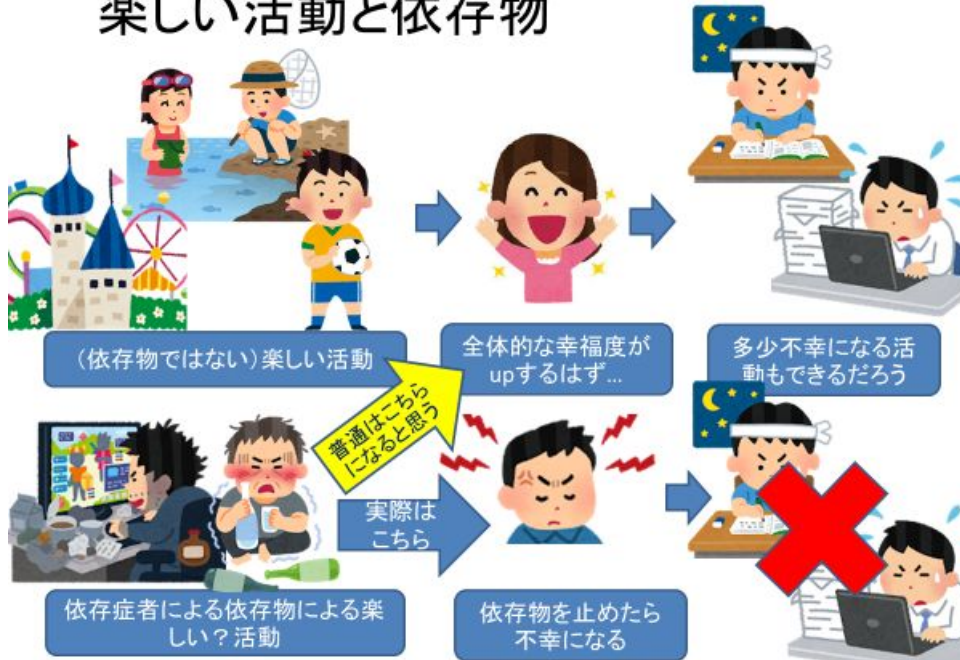 楽しい活動と依存物
(依存物ではない)楽しい活動
全体的な幸福度が
upするはず…
多少不幸になる活
動もできるだろう
普通はこちら
になると思う
実際は
こちら
依存症者による依存物による楽
しい?活動
依存物を止めたら
不幸になる